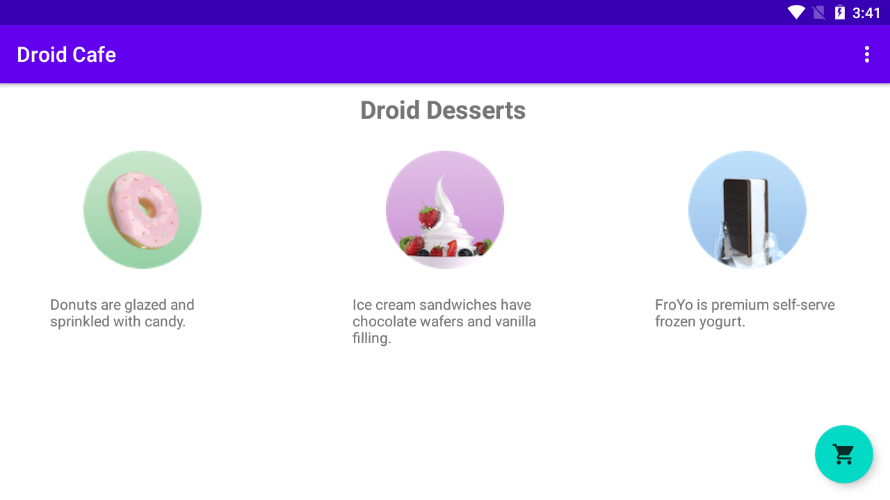 3:41
Droid Cafe
Droid Desserts
Donuts are glazed and
sprinkled with candy.
Ice cream sandwiches have
chocolate wafers and vanilla
filling.
FroYo is premium self-serve
frozen yogurt.